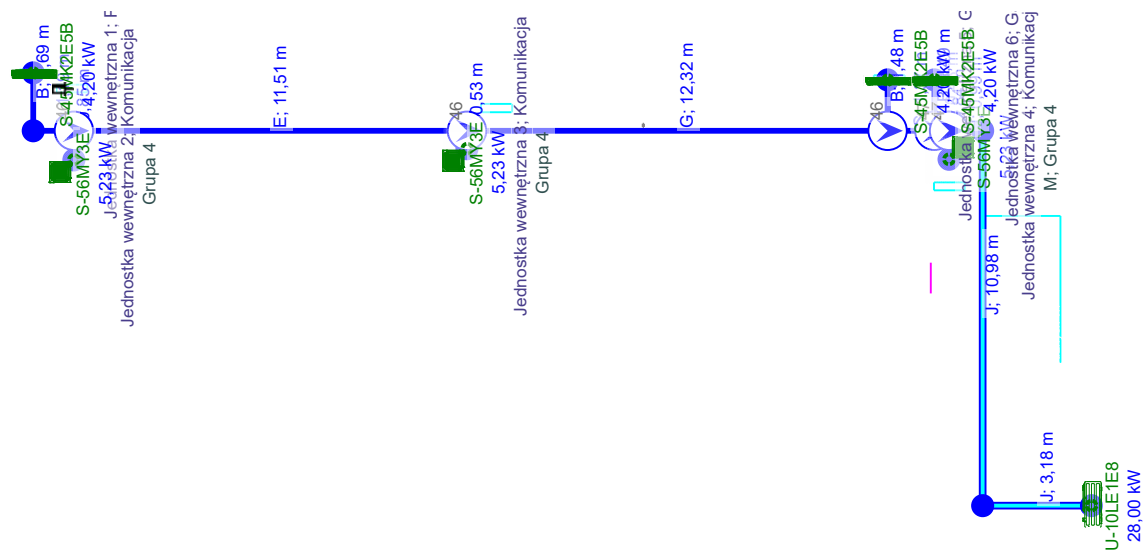 B; 1,69 m
S-45MK2E5B
4,20 kW
S-56MY3E
5,23 kW
Jednostka wewnętrzna 1; F
Jednostka wewnętrzna 2; Komunikacja
Grupa 4
E; 11,51 m
46
0,53 m
S-56MY3E
5,23 kW
Jednostka wewnętrzna 3; Komunikacja
Grupa 4
G; 12,32 m
46
B; 1,48 m
S-45MK2E5B
4,20 kW
S-45MK2E5B
4,20 kW
S-56MY3E
5,23 kW
Jednostka
Jednostka wewnętrzna 6; G
Jednostka wewnętrzna 4; Komunikacj
M; Grupa 4
J; 10,98 m
J; 3,18 m
U-10LE1E8
28,00 kW